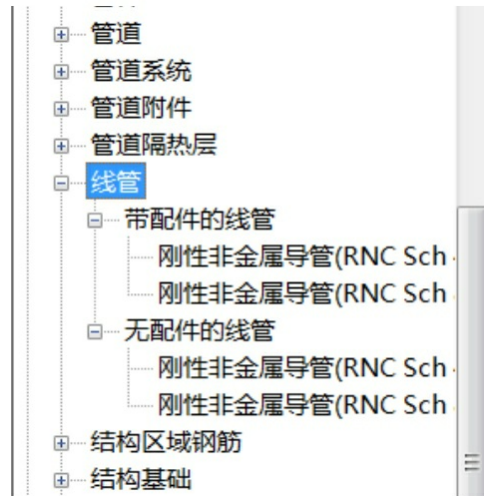 管道
管道系统
管道附件
管道隔热层
线管
带配件的线管
刚性非金属导管(RNC Sch
刚性非金属导管(RNC Sch
无配件的线管
刚性非金属导管(RNC Sch
刚性非金属导管(RNC Sch
结构区域钢筋
结构基础